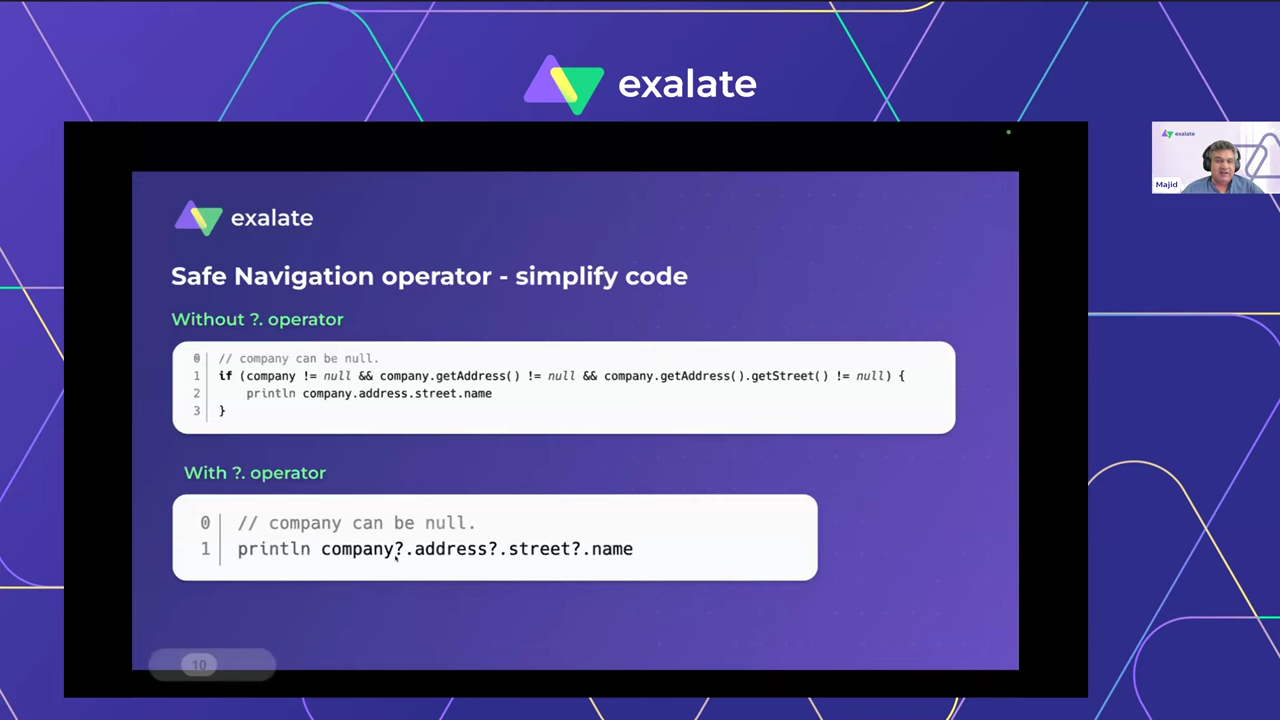 exalate
exalate
Majid
exalate
Safe Navigation operator - simplify code
Without ?. operator
0 // company can be null.
1 if (company != null && company.getAddress() != null && company.getAddress().getStreet() != null) {
2 println company.address.street.name
3 }
With ?. operator
0 // company can be null.
1 println company?.address?.street?.name
10